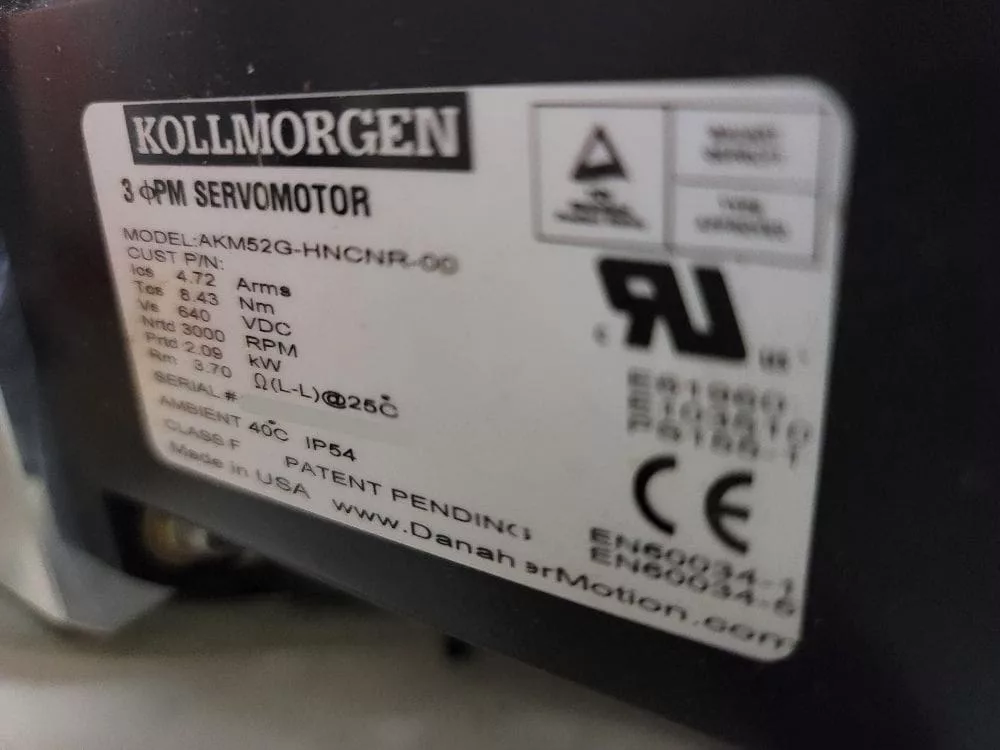 KOLLMORGEN
3 ϕPM SERVOMOTOR
MODEL:AKM52G-HNCNR-00
CUST P/N:
Ics 4.72 Arms
Tcs 8.43 Nm
Vs 640 VDC
Nrtd 3000 RPM
Prtd 2.09 kW
Rm 3.70 Ω(L-L)@25°C
SERIAL #
AMBIENT 40°C IP54
CLASS F PATENT PENDING
Made in USA www.DanaherMotion.com
c RU us
E61960
E103510
CE
EN60034-1
EN60034-5